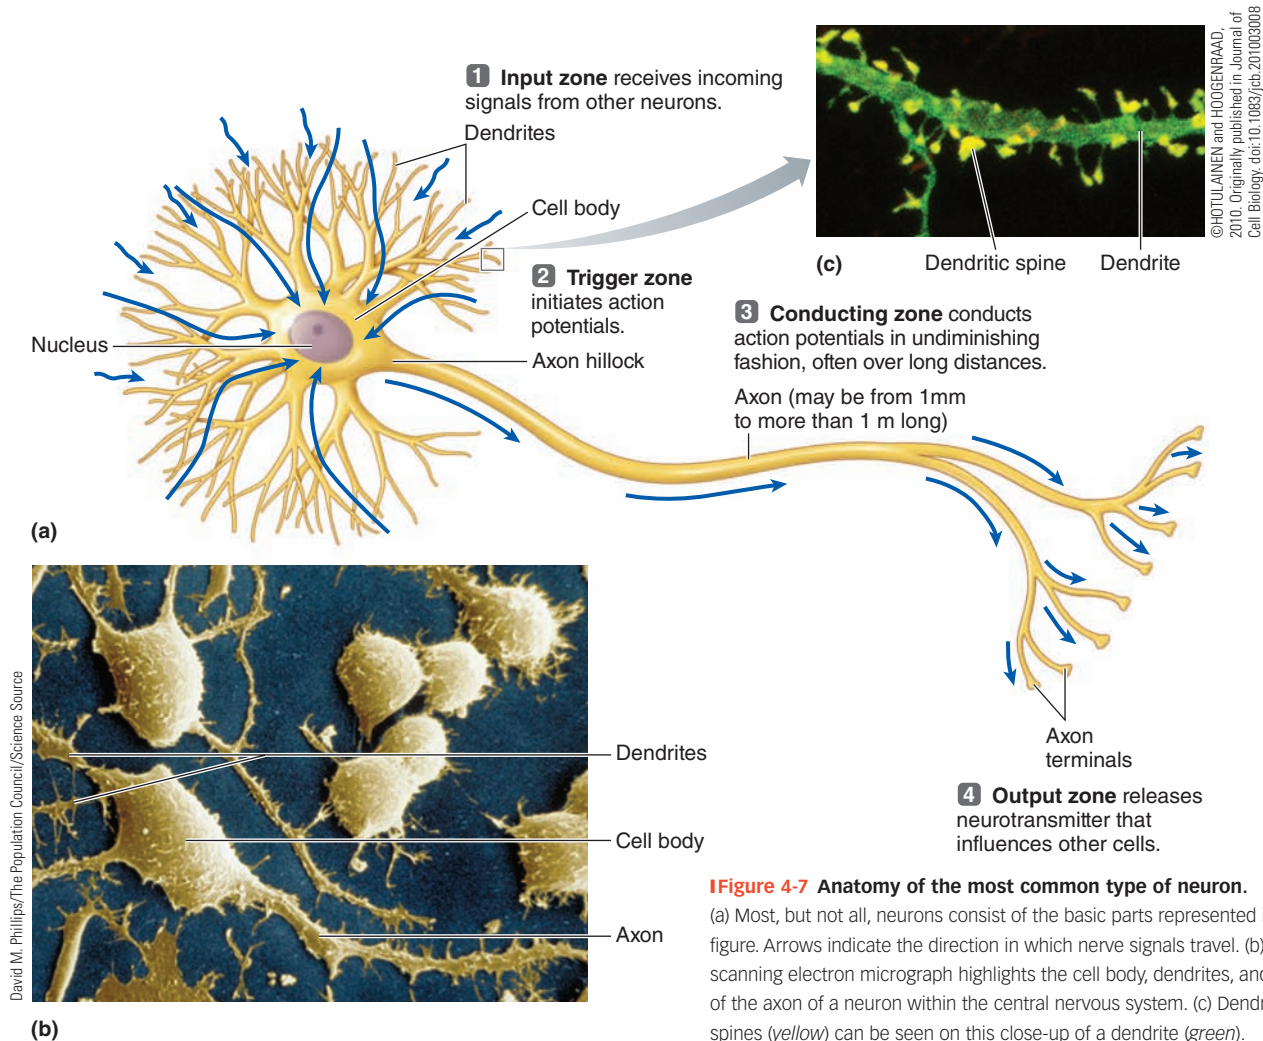 1 Input zone receives incoming
signals from other neurons.
Dendrites
Cell body
2 Trigger zone
initiates action
potentials.
Nucleus
Axon hillock
3 Conducting zone conducts
action potentials in undiminishing
fashion, often over long distances.
Axon (may be from 1mm
to more than 1 m long)
(a)
(c)
Dendritic spine
Dendrite
©HOTULAINEN and HOOGENRAAD,
2010. Originally published in Journal of
Cell Biology. doi:10.1083/jcb.201003008
Axon
terminals
4 Output zone releases
neurotransmitter that
influences other cells.
David M. Phillips/The Population Council/Science Source
Dendrites
Cell body
Axon
(b)
Figure 4-7 Anatomy of the most common type of neuron.
(a) Most, but not all, neurons consist of the basic parts represented i
figure. Arrows indicate the direction in which nerve signals travel. (b)
scanning electron micrograph highlights the cell body, dendrites, and
of the axon of a neuron within the central nervous system. (c) Dendr
spines (yellow) can be seen on this close-up of a dendrite (green).